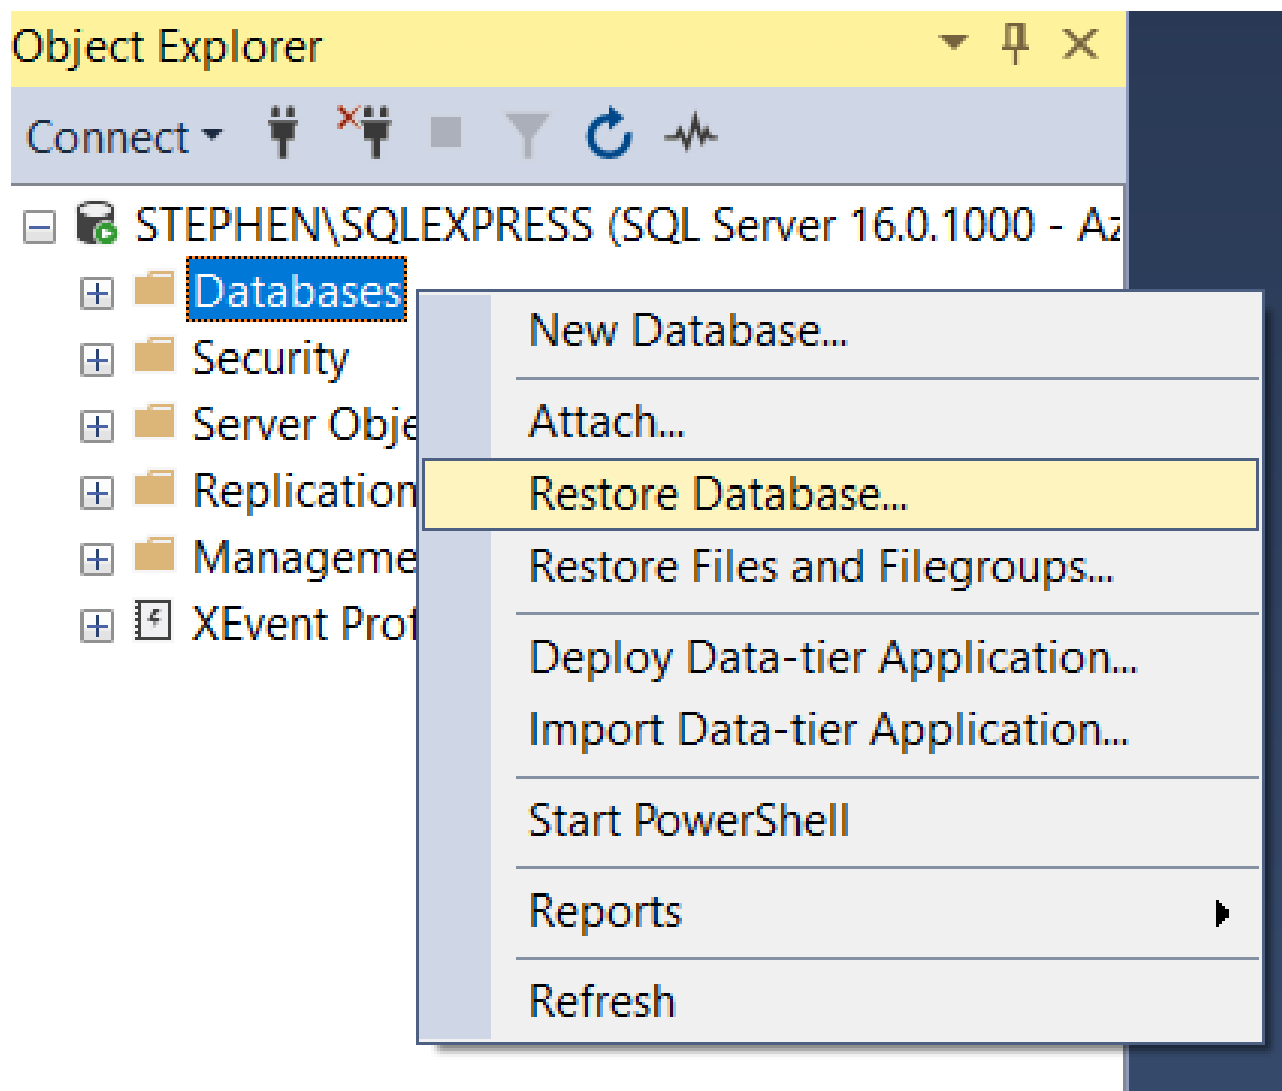 Object Explorer
Connect
STEPHEN\SQLEXPRESS (SQL Server 16.0.1000 - Az
Databases
Security
Server Obje
Replication
Manageme
XEvent Prof
New Database...
Attach...
Restore Database...
Restore Files and Filegroups...
Deploy Data-tier Application...
Import Data-tier Application...
Start PowerShell
Reports
Refresh